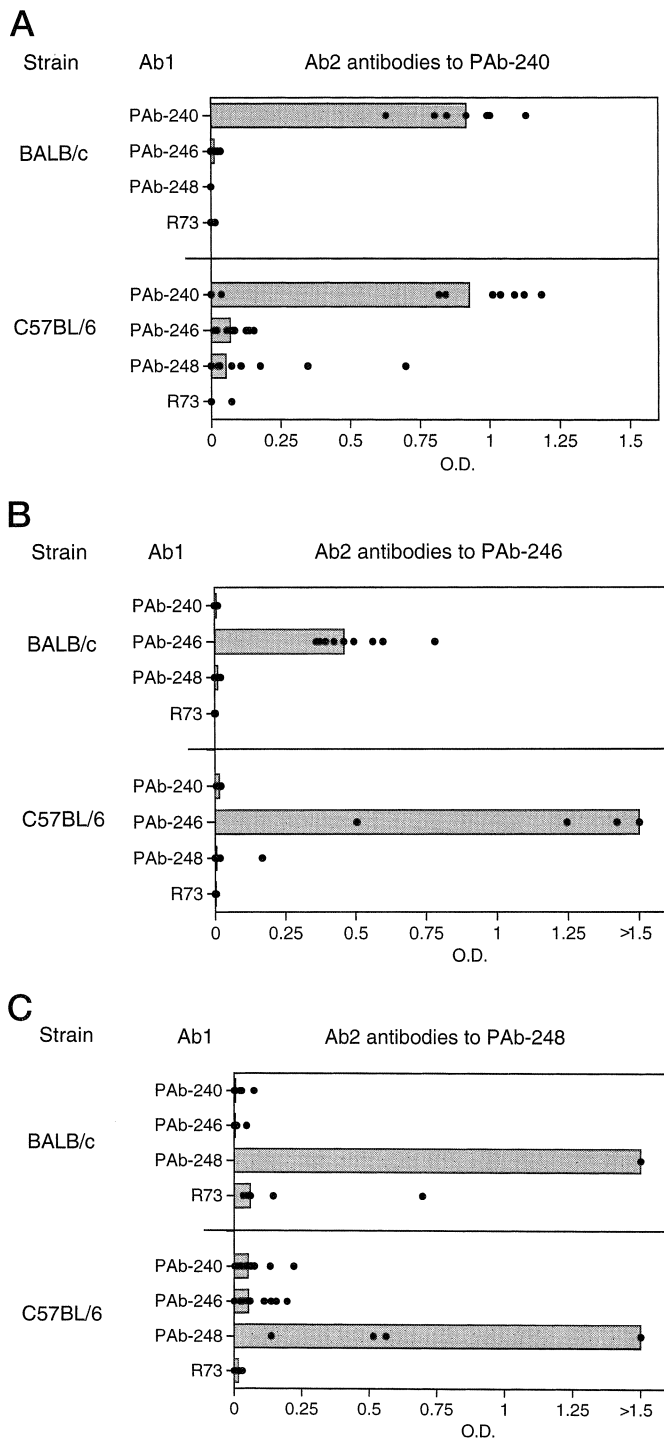 A
Strain Ab1 Ab2 antibodies to PAb-240
PAb-240
BALB/c
PAb-246
PAb-248
R73
PAb-240
C57BL/6
PAb-246
PAb-248
R73
0 0.25 0.5 0.75 1 1.25 1.5
O.D.
B
Strain Ab1 Ab2 antibodies to PAb-246
PAb-240
BALB/c
PAb-246
PAb-248
R73
PAb-240
C57BL/6
PAb-246
PAb-248
R73
0 0.25 0.5 0.75 1 1.25 >1.5
O.D.
C
Strain Ab1 Ab2 antibodies to PAb-248
PAb-240
PAb-246
BALB/c
PAb-248
R73
PAb-240
PAb-246
C57BL/6
PAb-248
R73
0 0.25 0.5 0.75 1 1.25 >1.5
O.D.